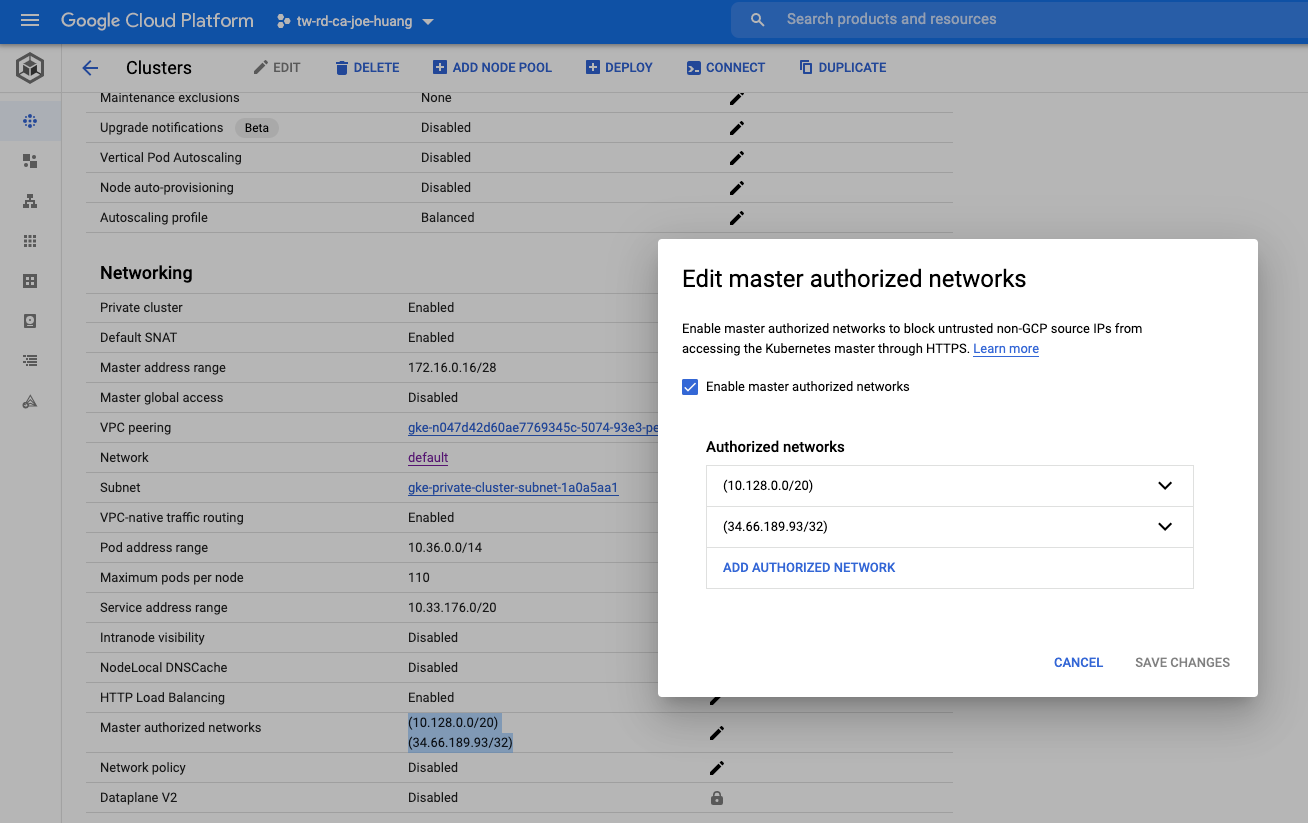 Google Cloud Platform tw-rd-ca-joe-huang Search products and resources
Clusters EDIT DELETE ADD NODE POOL DEPLOY CONNECT DUPLICATE
Maintenance exclusions None
Upgrade notifications Beta Disabled
Vertical Pod Autoscaling Disabled
Node auto-provisioning Disabled
Autoscaling profile Balanced
Networking
Private cluster Enabled
Default SNAT Enabled
Master address range 172.16.0.16/28
Master global access Disabled
VPC peering gke-n047d42d60ae7769345c-5074-93e3-pe
Network default
Subnet gke-private-cluster-subnet-1a0a5aa1
VPC-native traffic routing Enabled
Pod address range 10.36.0.0/14
Maximum pods per node 110
Service address range 10.33.176.0/20
Intranode visibility Disabled
NodeLocal DNSCache Disabled
HTTP Load Balancing Enabled
Master authorized networks (10.128.0.0/20)
(34.66.189.93/32)
Network policy Disabled
Dataplane V2 Disabled
Edit master authorized networks
Enable master authorized networks to block untrusted non-GCP source IPs from
accessing the Kubernetes master through HTTPS. Learn more
Enable master authorized networks
Authorized networks
(10.128.0.0/20)
(34.66.189.93/32)
ADD AUTHORIZED NETWORK
CANCEL SAVE CHANGES